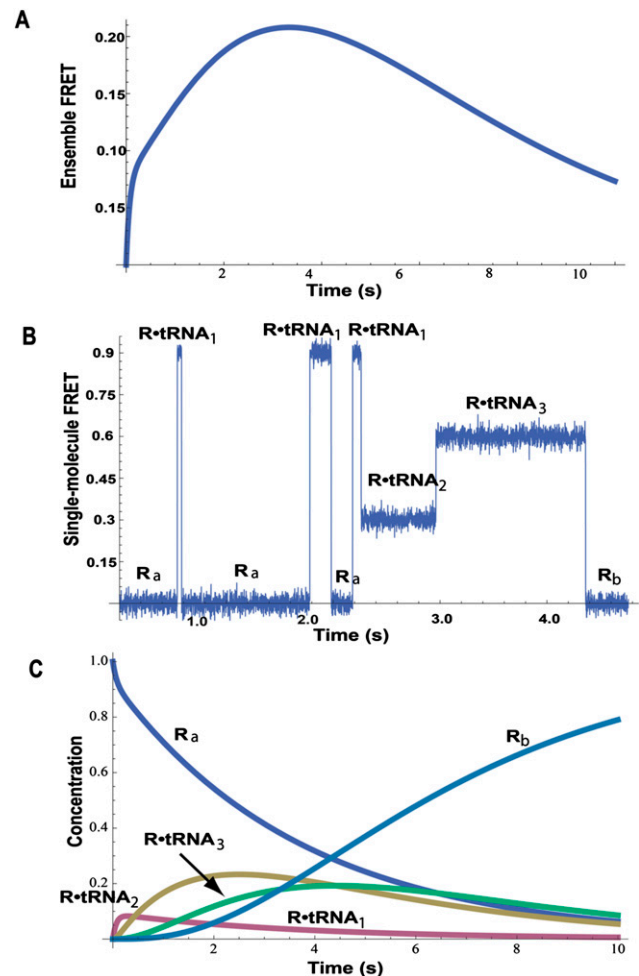 A
Ensemble FRET
0.20
0.15
0.10
0.15
2
4
6
8
10
Time (s)
B
Single-molecule FRET
R•tRNA1
R•tRNA1
R•tRNA1
0.9
0.75
0.6
0.45
0.3
0.15
R•tRNA3
R•tRNA2
Ra
Ra
Ra
Rb
1.0
2.0
3.0
4.0
Time (s)
C
Concentration
1.0
0.8
0.6
0.4
0.2
Ra
Rb
R•tRNA3
R•tRNA2
R•tRNA1
0
2
4
6
8
10
Time (s)